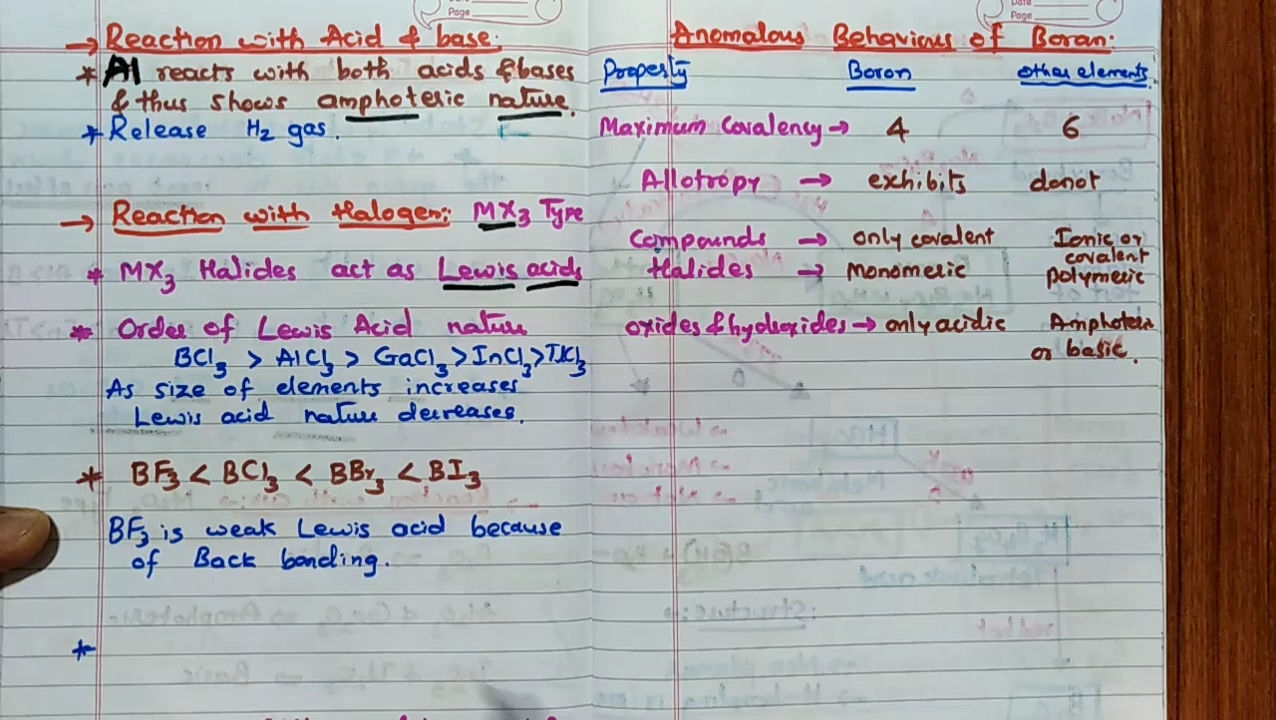 Page
→ Reaction with Acid & base:
* Al reacts with both acids & bases
& thus shows amphoteric nature.
* Release H₂ gas.
→ Reaction with Halogen: MX₃ Type
* MX₃ Halides act as Lewis acids
* Order of Lewis Acid nature
BCl₃ > AlCl₃ > GaCl₃ > InCl₃ > TlCl₃
As size of elements increases
Lewis acid nature decreases.
* BF₃ < BCl₃ < BBr₃ < BI₃
BF₃ is weak Lewis acid because
of Back bonding.
*
Date
Page
Anomalous Behaviour of Boran:
Property Boron other elements
Maximum Covalency → 4 6
Allotropy → exhibits donot
Compounds → only covalent Ionic or
covalent
Halides → Monomeric polymeric
oxides & hydroxides → only acidic Amphoteric
or basic.